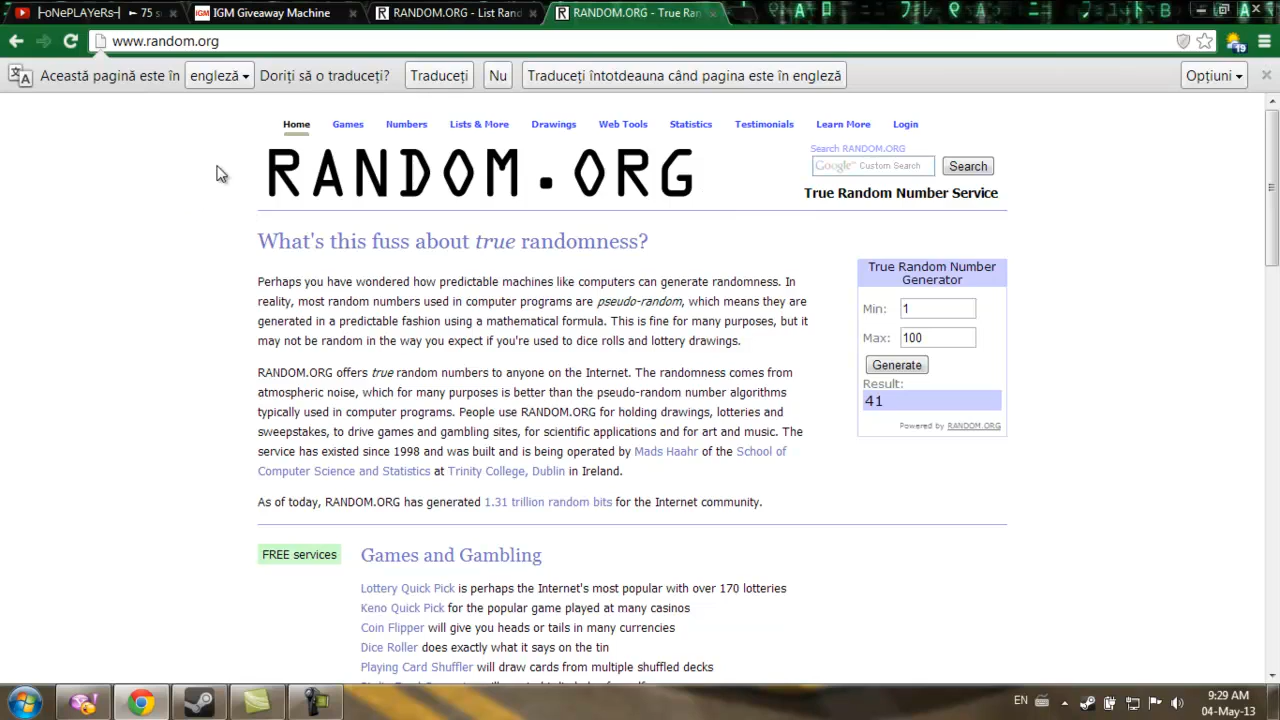 |-oNePLAYErs-| ► 75 s
IGM Giveaway Machine
RANDOM.ORG - List Ran
RANDOM.ORG - True Ran
www.random.org
19
Această pagină este în engleză Doriți să o traduceți? Traduceți Nu Traduceți întotdeauna când pagina este în engleză Opțiuni
Home Games Numbers Lists & More Drawings Web Tools Statistics Testimonials Learn More Login
RANDOM.ORG
Search RANDOM.ORG
Google™ Custom Search Search
True Random Number Service
What's this fuss about true randomness?
Perhaps you have wondered how predictable machines like computers can generate randomness. In
reality, most random numbers used in computer programs are pseudo-random, which means they are
generated in a predictable fashion using a mathematical formula. This is fine for many purposes, but it
may not be random in the way you expect if you're used to dice rolls and lottery drawings.
RANDOM.ORG offers true random numbers to anyone on the Internet. The randomness comes from
atmospheric noise, which for many purposes is better than the pseudo-random number algorithms
typically used in computer programs. People use RANDOM.ORG for holding drawings, lotteries and
sweepstakes, to drive games and gambling sites, for scientific applications and for art and music. The
service has existed since 1998 and was built and is being operated by Mads Haahr of the School of
Computer Science and Statistics at Trinity College, Dublin in Ireland.
As of today, RANDOM.ORG has generated 1.31 trillion random bits for the Internet community.
True Random Number
Generator
Min: 1
Max: 100
Generate
Result:
41
Powered by RANDOM.ORG
FREE services
Games and Gambling
Lottery Quick Pick is perhaps the Internet's most popular with over 170 lotteries
Keno Quick Pick for the popular game played at many casinos
Coin Flipper will give you heads or tails in many currencies
Dice Roller does exactly what it says on the tin
Playing Card Shuffler will draw cards from multiple shuffled decks
EN
9:29 AM
04-May-13